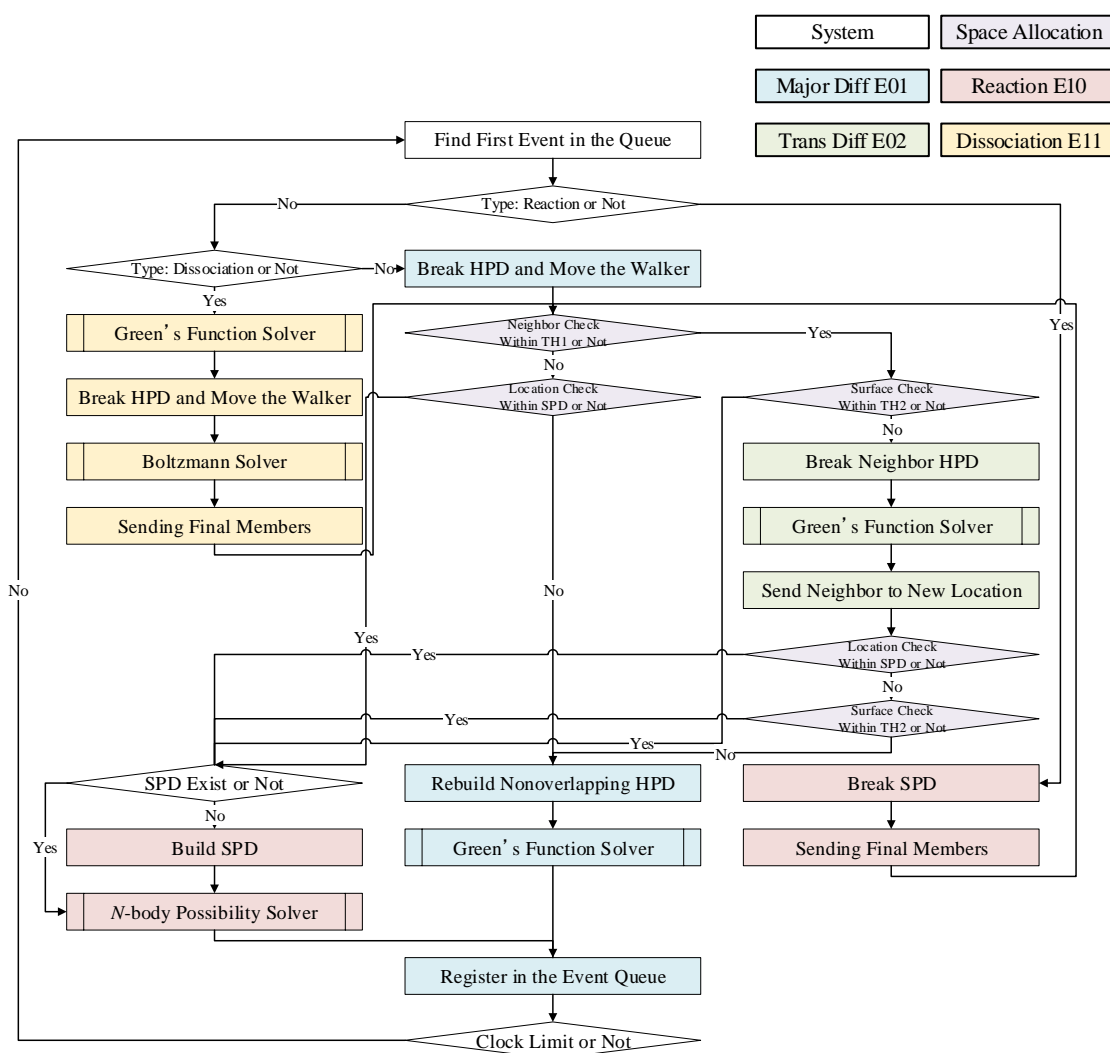 System
Space Allocation
Major Diff E01
Reaction E10
Trans Diff E02
Dissociation E11
Find First Event in the Queue
No
Type: Reaction or Not
Type: Dissociation or Not
No
Break HPD and Move the Walker
Yes
Green's Function Solver
Neighbor Check
Within TH1 or Not
Yes
Yes
No
Break HPD and Move the Walker
Location Check
Within SPD or Not
Surface Check
Within TH2 or Not
No
Boltzmann Solver
Break Neighbor HPD
Sending Final Members
Green's Function Solver
No
No
Send Neighbor to New Location
Yes
Yes
Location Check
Within SPD or Not
No
Yes
Surface Check
Within TH2 or Not
Yes
No
SPD Exist or Not
Rebuild Nonoverlapping HPD
Break SPD
No
Yes
Build SPD
Green's Function Solver
Sending Final Members
N-body Possibility Solver
Register in the Event Queue
Clock Limit or Not